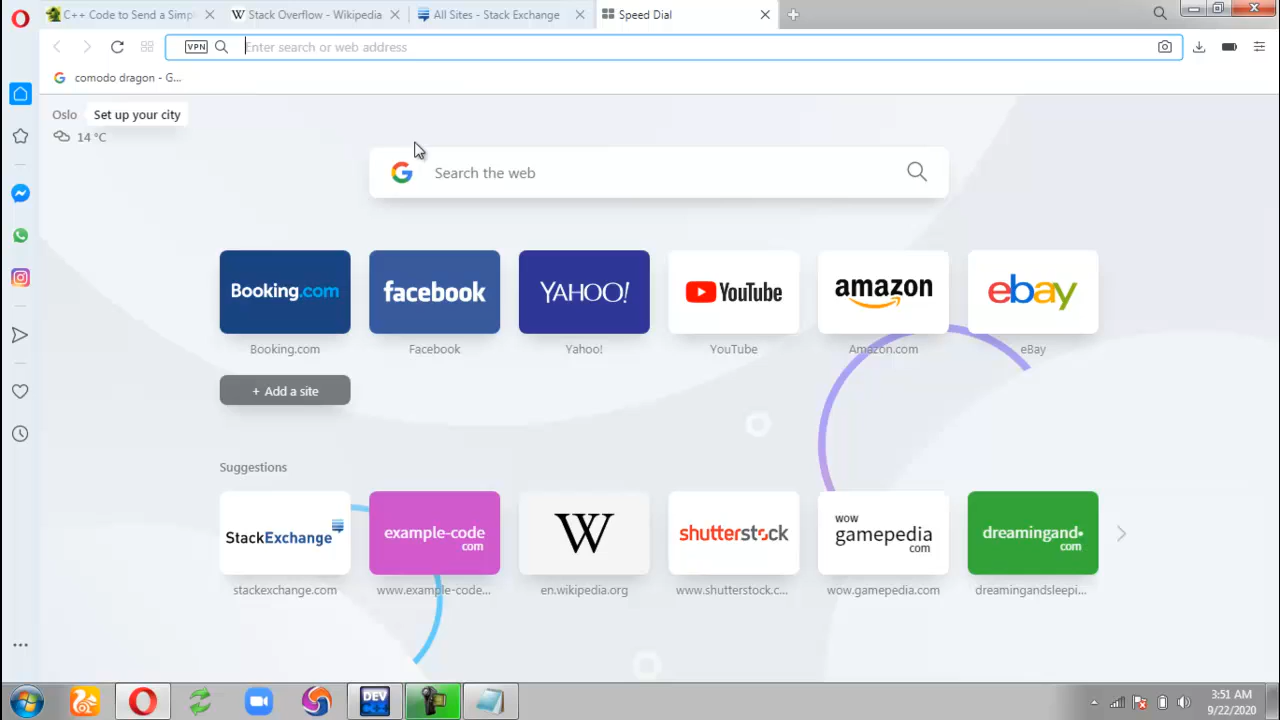 C++ Code to Send a Simp
Stack Overflow - Wikipedia
All Sites - Stack Exchange
Speed Dial
VPN
Enter search or web address
comodo dragon - G...
Oslo
Set up your city
14 °C
Search the web
Booking.com
facebook
YAHOO!
YouTube
amazon
ebay
Booking.com
Facebook
Yahoo!
YouTube
Amazon.com
eBay
+ Add a site
Suggestions
StackExchange
example-code
com
W
shutterstock
wow
gamepedia
com
dreamingand•
com
stackexchange.com
www.example-code...
en.wikipedia.org
www.shutterstock.c...
wow.gamepedia.com
dreamingandsleepi...
DEV
3:51 AM
9/22/2020